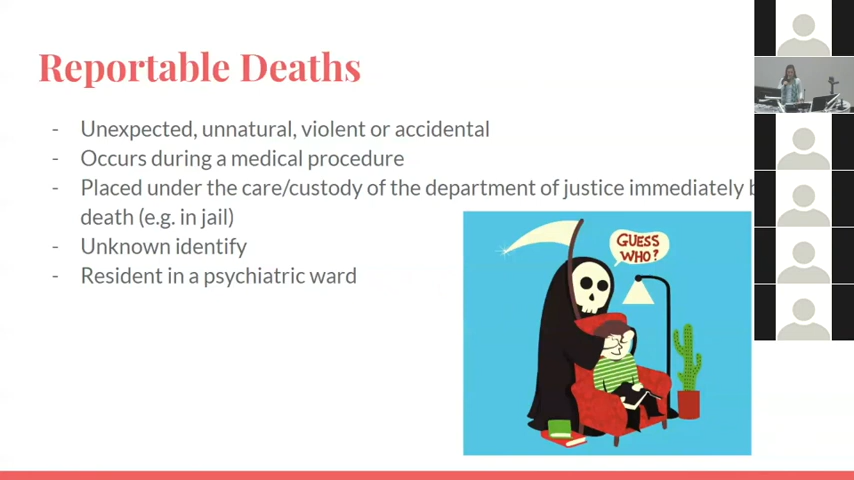 Reportable Deaths
- Unexpected, unnatural, violent or accidental
- Occurs during a medical procedure
- Placed under the care/custody of the department of justice immediately
death (e.g. in jail)
- Unknown identify
- Resident in a psychiatric ward
GUESS
WHO?